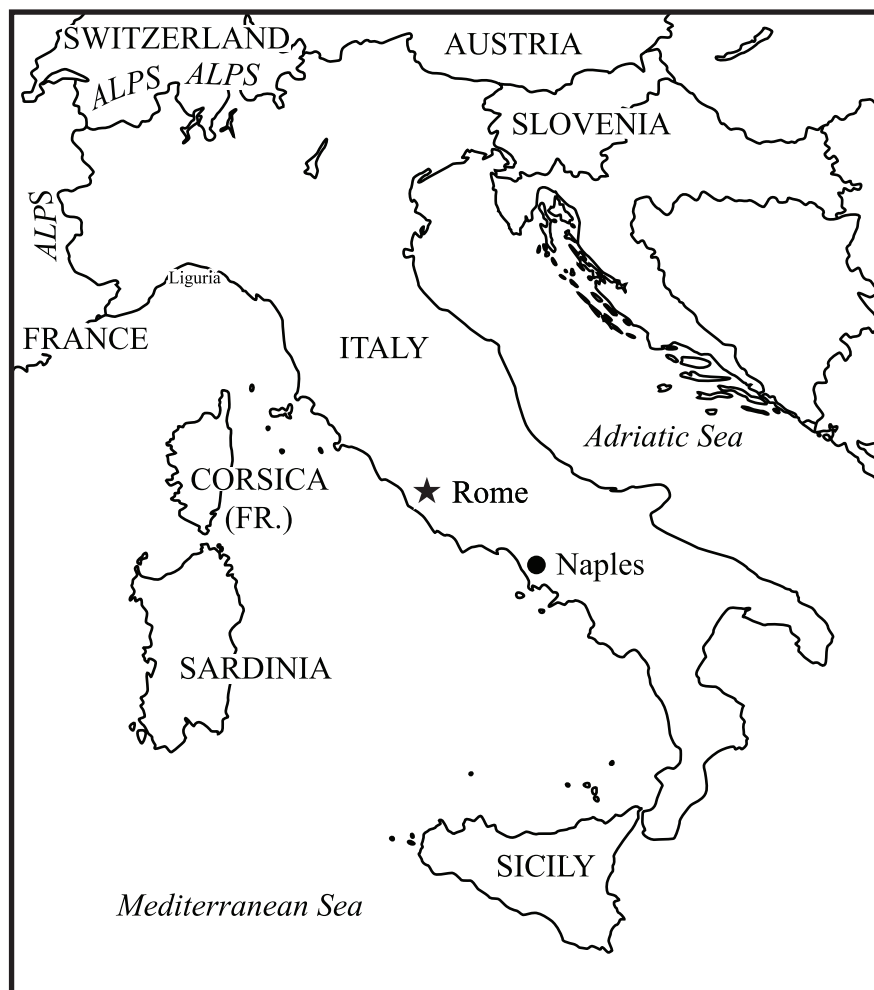 SWITZERLAND
AUSTRIA
ALPS
ALPS
SLOVENIA
ALPS
Liguria
FRANCE
ITALY
Adriatic Sea
CORSICA
(FR.)
Rome
Naples
SARDINIA
SICILY
Mediterranean Sea